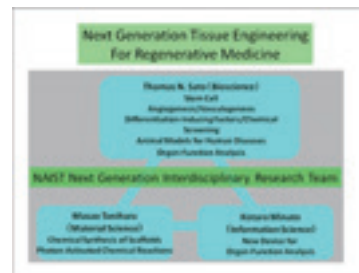 Next Generation Tissue Engineering
For Regenerative Medicine
Thomas N. Sato (Bioscience)
Stem Cell
Angiogenesis/Vasculogenesis
Differentiation-Inducing Factors/Chemical
Screening
Animal Models for Human Diseases
Organ Function Analysis
NAIST Next Generation Interdisciplinary Research Team
Masao Tanihara
(Material Science)
Chemical Synthesis of Scaffolds
Photon-Activated Chemical Reactions
Kotaro Minato
(Information Science)
New Device for
Organ Function Analysis